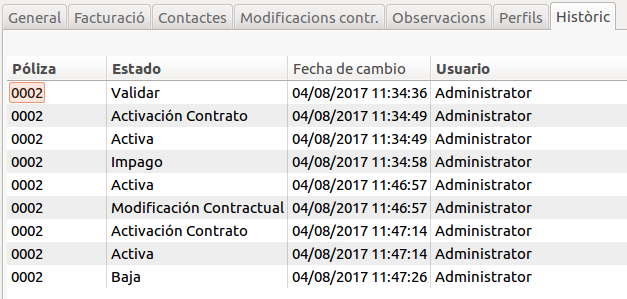 General Facturació Contactes Modificacions contr. Observacions Perfils Històric
Póliza Estado Fecha de cambio Usuario
0002 Validar 04/08/2017 11:34:36 Administrator
0002 Activación Contrato 04/08/2017 11:34:49 Administrator
0002 Activa 04/08/2017 11:34:49 Administrator
0002 Impago 04/08/2017 11:34:58 Administrator
0002 Activa 04/08/2017 11:46:57 Administrator
0002 Modificación Contractual 04/08/2017 11:46:57 Administrator
0002 Activación Contrato 04/08/2017 11:47:14 Administrator
0002 Activa 04/08/2017 11:47:14 Administrator
0002 Baja 04/08/2017 11:47:26 Administrator